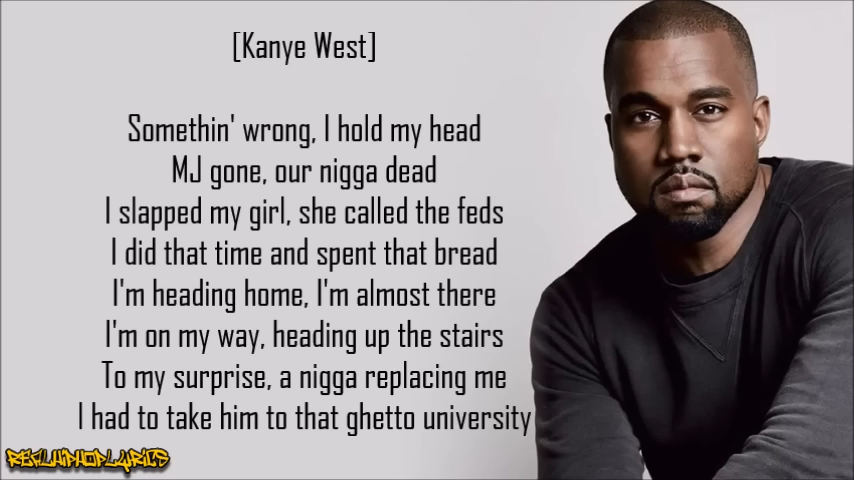 [Kanye West]
Somethin' wrong, I hold my head
MJ gone, our nigga dead
I slapped my girl, she called the feds
I did that time and spent that bread
I'm heading home, I'm almost there
I'm on my way, heading up the stairs
To my surprise, a nigga replacing me
I had to take him to that ghetto university
REALHIPHOPLYRICS